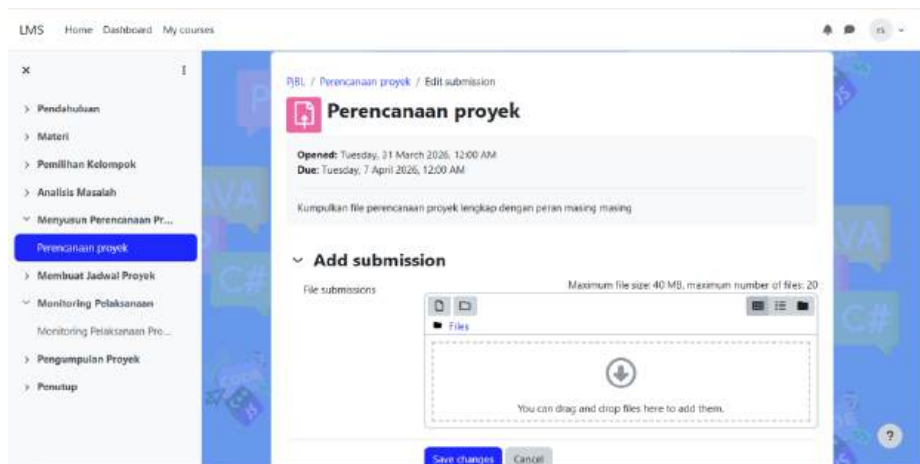 LMS Home Dashboard My courses
rs
PjBL / Perencanaan proyek / Edit submission
Perencanaan proyek
Opened: Tuesday, 31 March 2026, 12:00 AM
Due: Tuesday, 7 April 2026, 12:00 AM
Kumpulkan file perencanaan proyek lengkap dengan peran masing masing
Pendahuluan
Materi
Pemilihan Kelompok
Analisis Masalah
Menyusun Perencanaan Pr...
Perencanaan proyek
Membuat Jadwal Proyek
Monitoring Pelaksanaan
Monitoring Pelaksanaan Pro...
Pengumpulan Proyek
Penutup
Add submission
File submissions
Maximum file size: 40 MB, maximum number of files: 20
Files
You can drag and drop files here to add them.
Save changes Cancel
?
JS
VA
C#